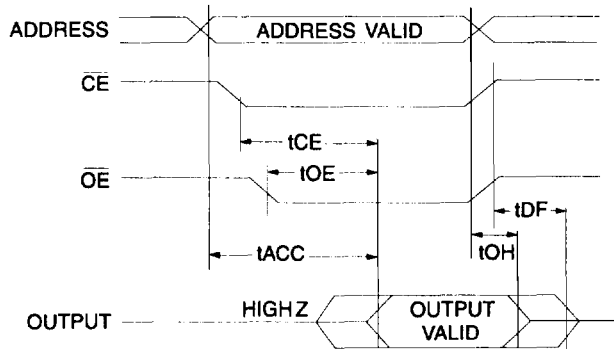 ADDRESS
ADDRESS VALID
CE
tCE
OE
tOE
tDF
tACC
tOH
OUTPUT
HIGH Z
OUTPUT
VALID